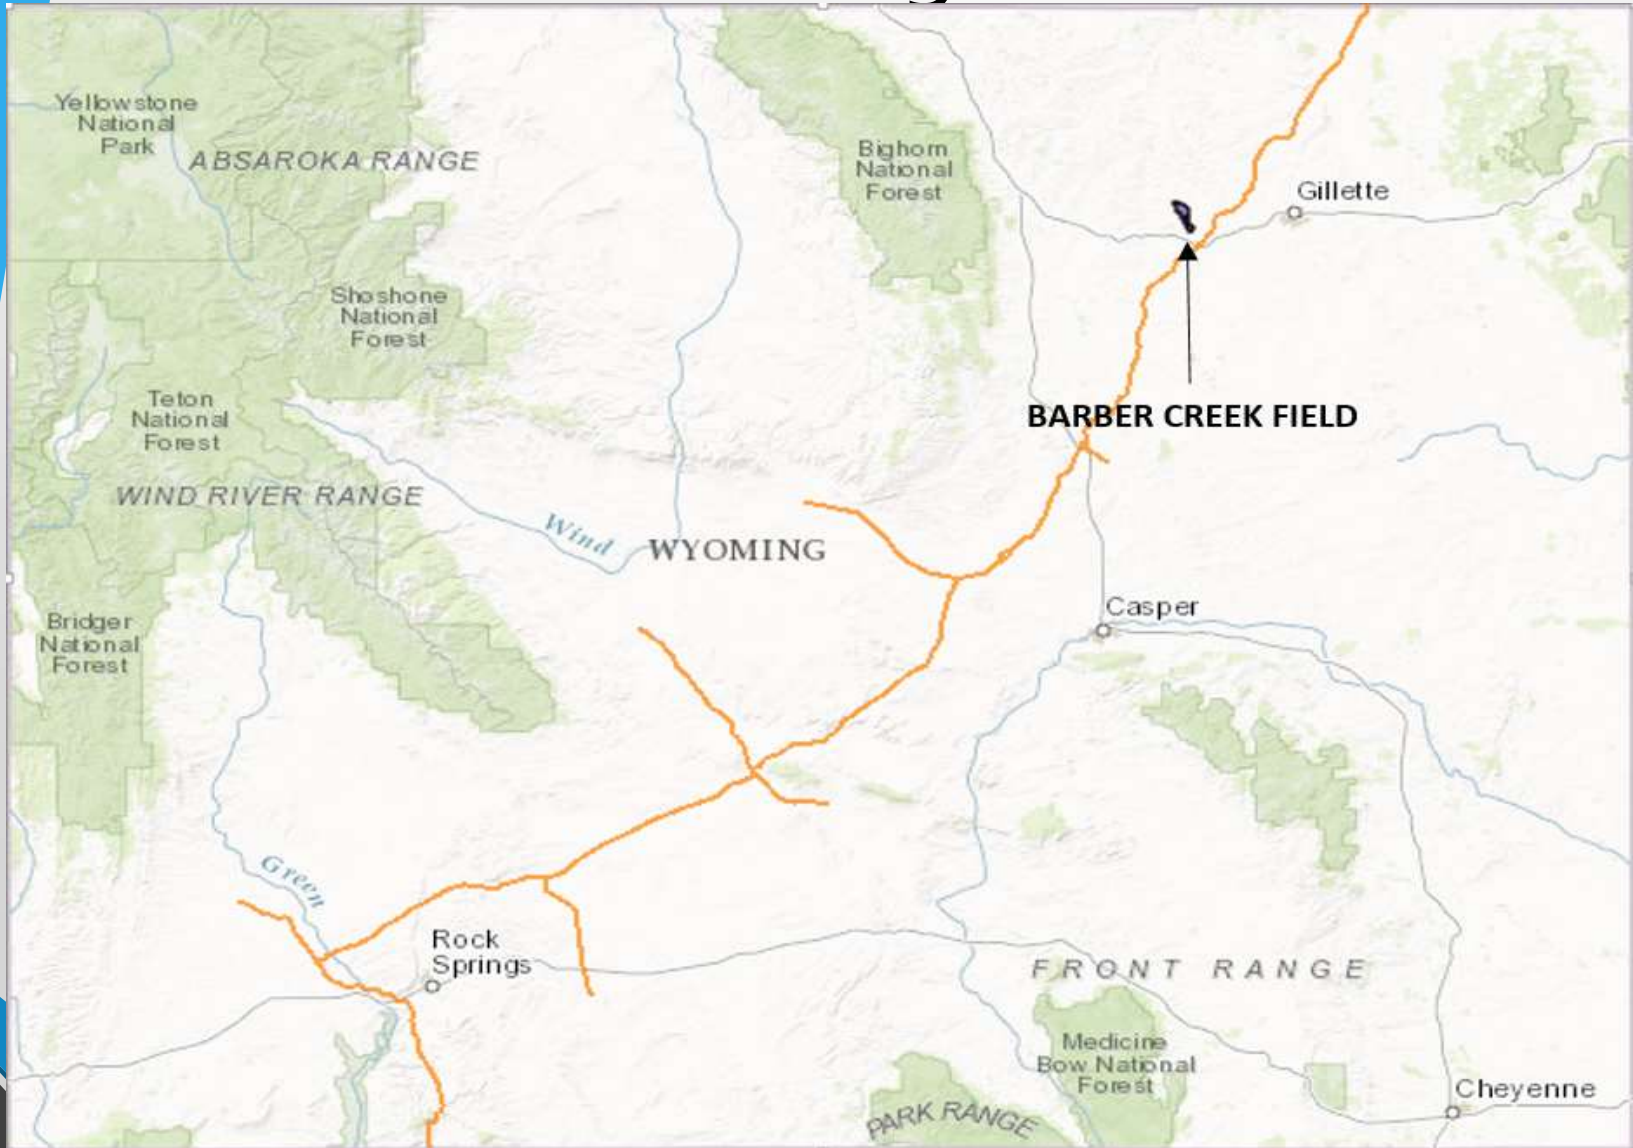 Yellowstone
National
Park
ABSAROKA RANGE
Bighorn
National
Forest
Gillette
Shoshone
National
Forest
Teton
National
Forest
BARBER CREEK FIELD
WIND RIVER RANGE
Wind
WYOMING
Casper
Bridger
National
Forest
Green
Rock
Springs
FRONT RANGE
Medicine
Bow National
Forest
Cheyenne
PARK RANGE